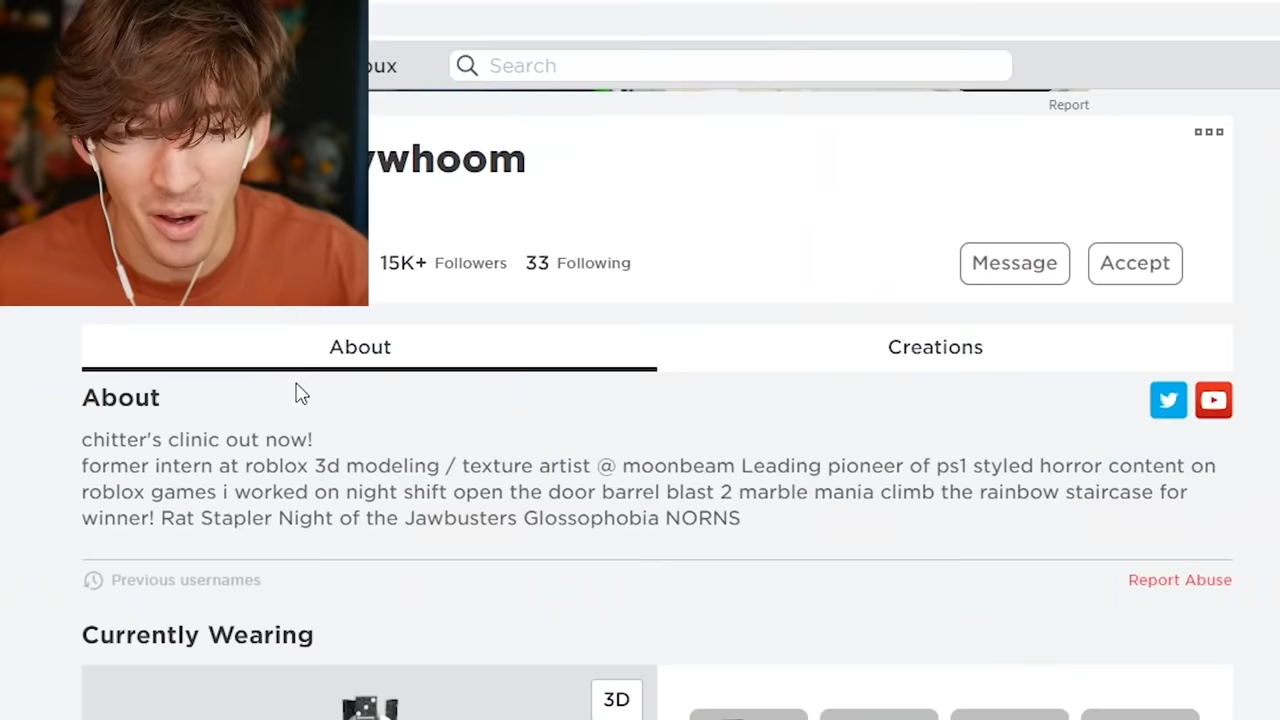 Search
Report
whoom
15K+ Followers 33 Following
Message
Accept
About
Creations
About
chitter's clinic out now!
former intern at roblox 3d modeling / texture artist @ moonbeam Leading pioneer of ps1 styled horror content on
roblox games i worked on night shift open the door barrel blast 2 marble mania climb the rainbow staircase for
winner! Rat Stapler Night of the Jawbusters Glossophobia NORNS
Previous usernames
Report Abuse
Currently Wearing
3D